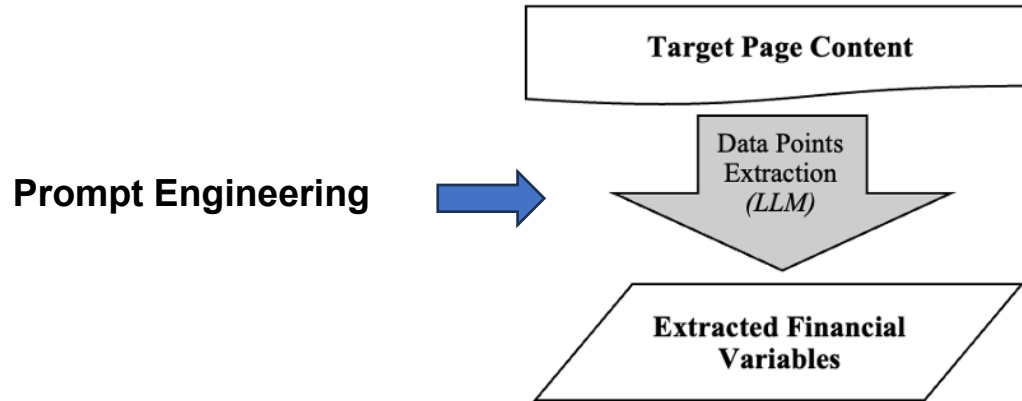 Target Page Content
Data Points
Extraction
(LLM)
Prompt Engineering
Extracted Financial
Variables